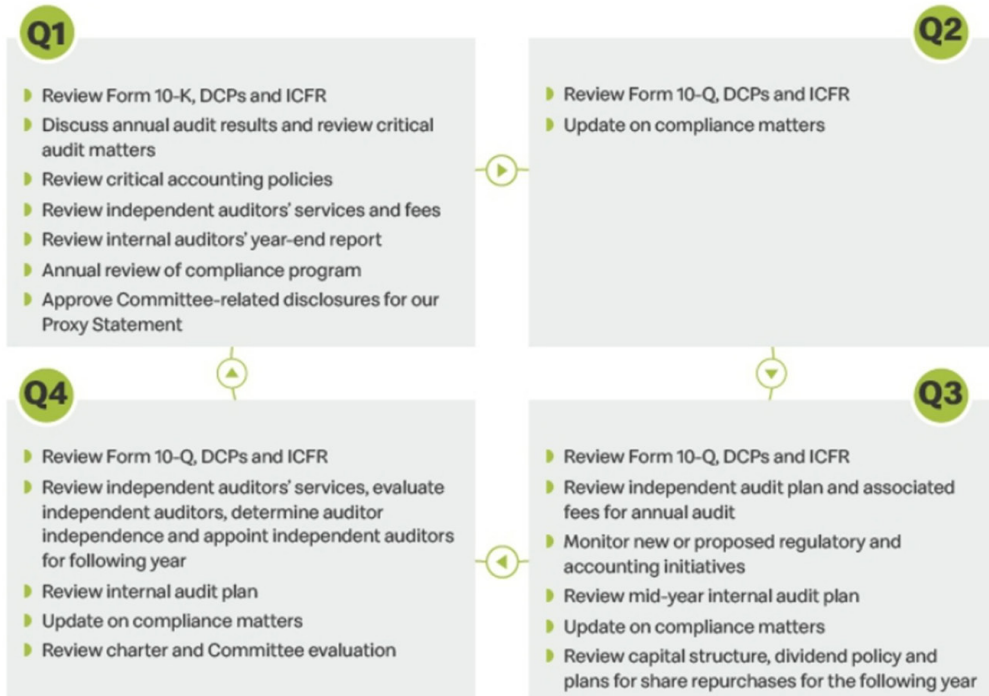 Q1
Review Form 10-K, DCPs and ICFR
Discuss annual audit results and review critical
audit matters
Review critical accounting policies
Review independent auditors' services and fees
Review internal auditors' year-end report
Annual review of compliance program
Approve Committee-related disclosures for our
Proxy Statement
Q2
Review Form 10-Q, DCPs and ICFR
Update on compliance matters
Q3
Review Form 10-Q, DCPs and ICFR
Review independent audit plan and associated
fees for annual audit
Monitor new or proposed regulatory and
accounting initiatives
Review mid-year internal audit plan
Update on compliance matters
Review capital structure, dividend policy and
plans for share repurchases for the following year
Q4
Review Form 10-Q, DCPs and ICFR
Review independent auditors' services, evaluate
independent auditors, determine auditor
independence and appoint independent auditors
for following year
Review internal audit plan
Update on compliance matters
Review charter and Committee evaluation